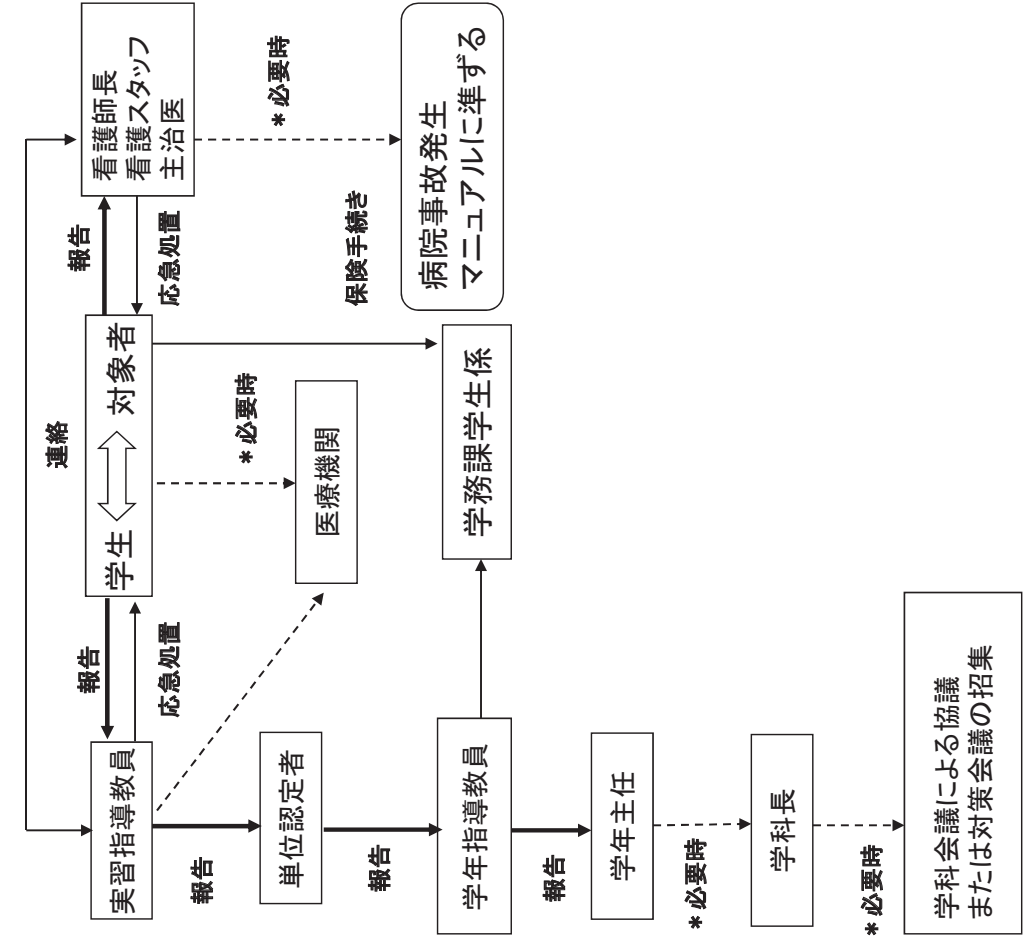 連絡
実習指導教員
報告
応急処置
学生
対象者
報告
応急処置
看護師長
看護スタッフ
主治医
報告
単位認定者
＊必要時
医療機関
＊必要時
病院事故発生
マニュアルに準ずる
保険手続き
報告
学年指導教員
学務課学生係
報告
学年主任
＊必要時
学科長
＊必要時
学科会議による協議
または対策会議の招集